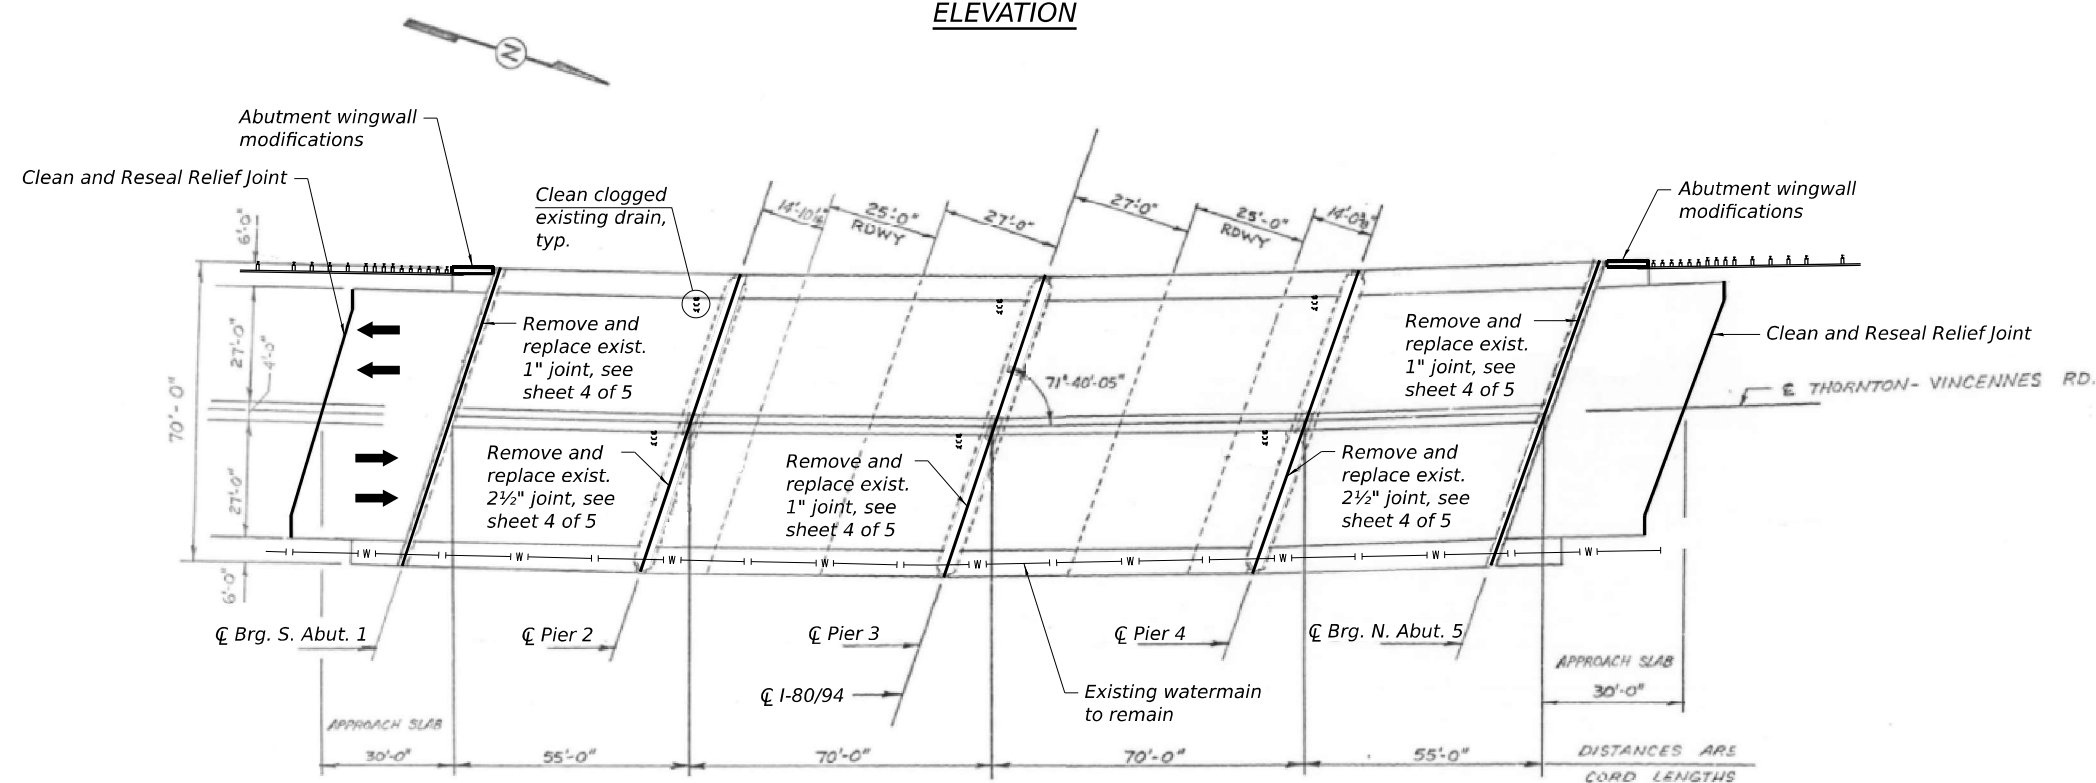 ELEVATION
N
Abutment wingwall
modifications
Clean and Reseal Relief Joint
Clean clogged
existing drain,
typ.
Abutment wingwall
modifications
6'-0"
25'-0"
RDWY
27'-0"
27'-0"
25'-0"
RDWY
Remove and
replace exist.
1" joint, see
sheet 4 of 5
Remove and
replace exist.
1" joint, see
sheet 4 of 5
Clean and Reseal Relief Joint
27'-0"
4'-0"
70'-0"
71°-40'-05"
℄ THORNTON-VINCENNES RD.
27'-0"
Remove and
replace exist.
2½" joint, see
sheet 4 of 5
Remove and
replace exist.
1" joint, see
sheet 4 of 5
Remove and
replace exist.
2½" joint, see
sheet 4 of 5
W W W W W W W W W
6'-0"
℄ Brg. S. Abut. 1
℄ Pier 2
℄ Pier 3
℄ Pier 4
℄ Brg. N. Abut. 5
℄ I-80/94
Existing watermain
to remain
APPROACH SLAB
30'-0"
APPROACH SLAB
30'-0"
55'-0"
70'-0"
70'-0"
55'-0"
DISTANCES ARE
CORD LENGTHS